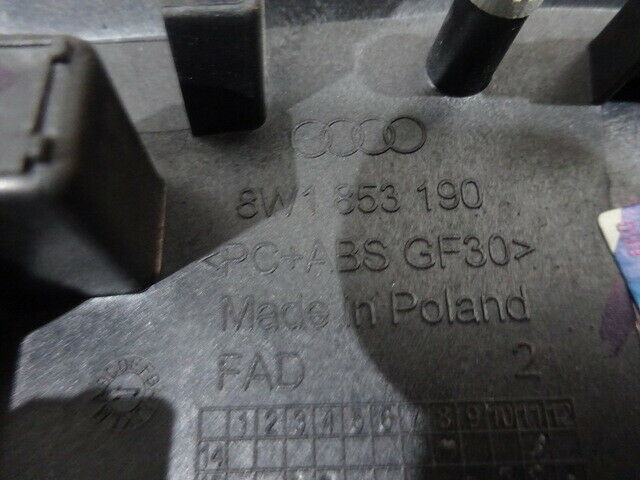 8W1 853 190
>PC+ABS GF30<
Made in Poland
FAD 2
1 2 3 4 5 6 7 8 9 10 11 12
14